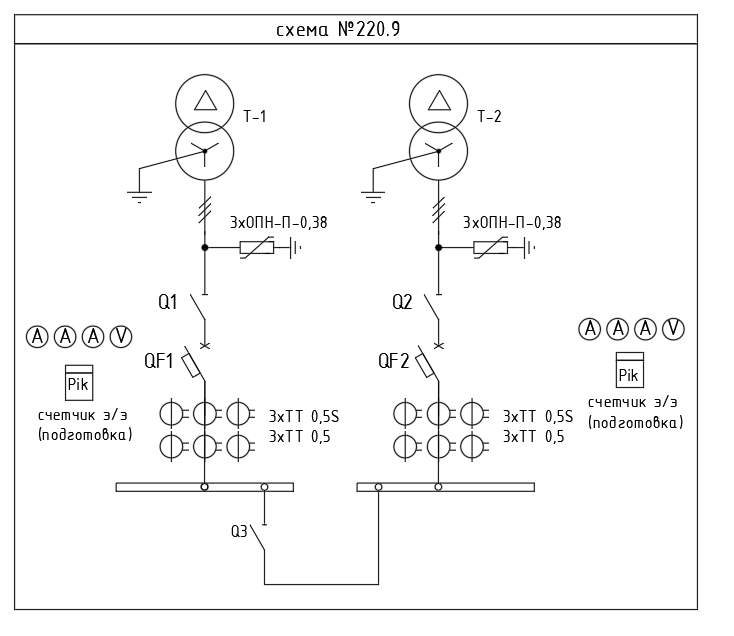 схема №220.9
Т-1
Т-2
3хОПН-П-0,38
3хОПН-П-0,38
Q1
Q2
A A A V
A A A V
QF1
QF2
Pik
Pik
счетчик э/э
(подготовка)
счетчик э/э
(подготовка)
3хТТ 0,5S
3хТТ 0,5
3хТТ 0,5S
3хТТ 0,5
Q3